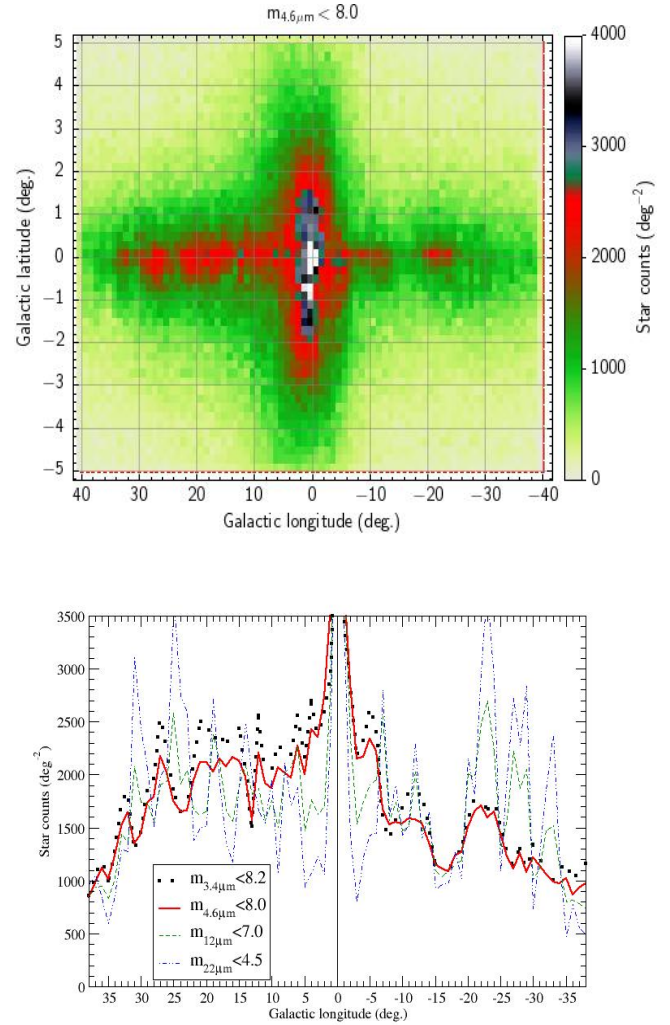 m4.6μm < 8.0
5
4
3
2
1
0
−1
−2
−3
−4
−5
Galactic latitude (deg.)
40 30 20 10 0 −10 −20 −30 −40
Galactic longitude (deg.)
4000
3000
2000
1000
0
Star counts (deg−2)
3500
3000
2500
2000
1500
1000
500
0
Star counts (deg-2)
m3.4μm<8.2
m4.6μm<8.0
m12μm<7.0
m22μm<4.5
35 30 25 20 15 10 5 0 -5 -10 -15 -20 -25 -30 -35
Galactic longitude (deg.)